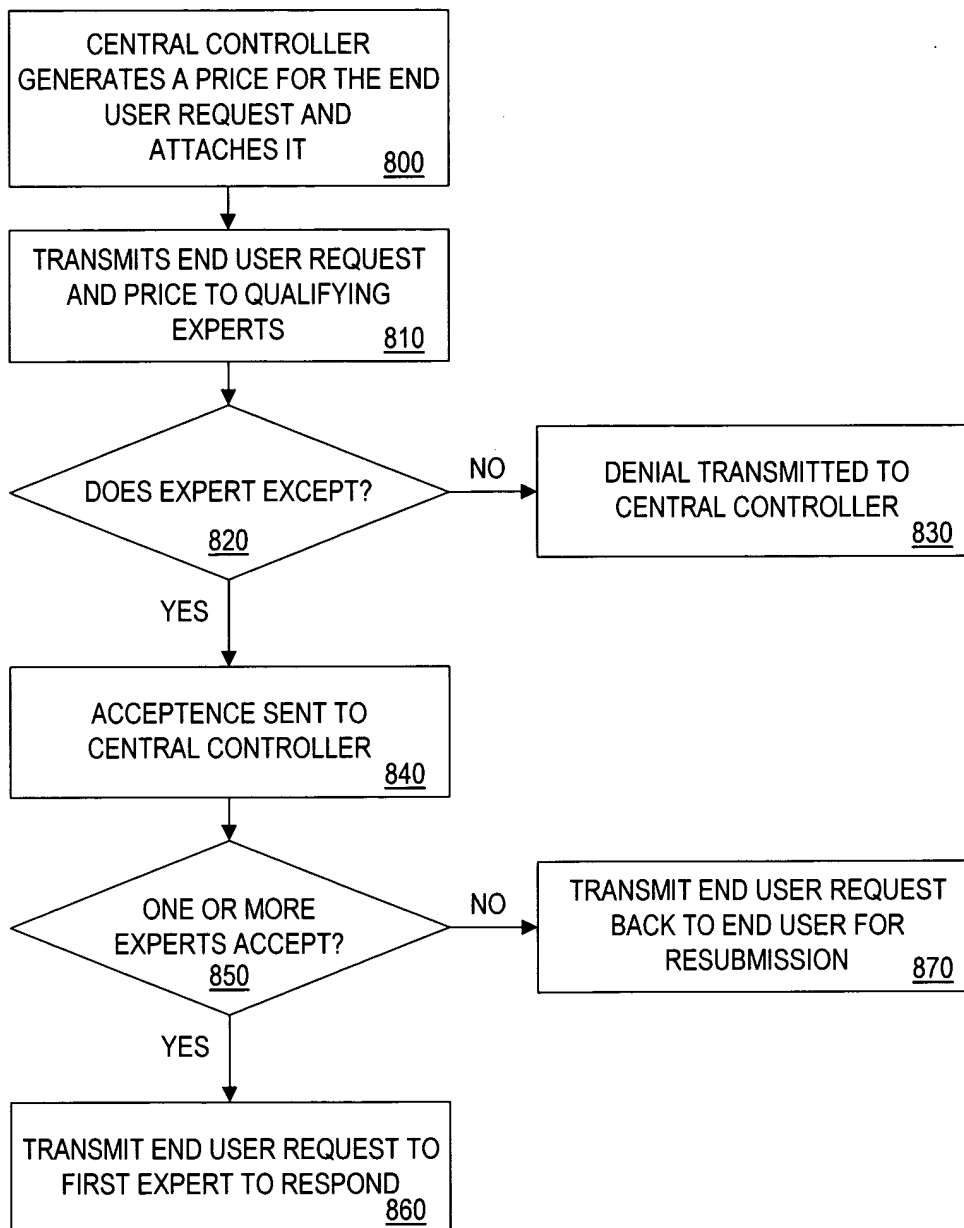 CENTRAL CONTROLLER
GENERATES A PRICE FOR THE END
USER REQUEST AND
ATTACHES IT
800
TRANSMITS END USER REQUEST
AND PRICE TO QUALIFYING
EXPERTS
810
DOES EXPERT EXCEPT?
820
NO
DENIAL TRANSMITTED TO
CENTRAL CONTROLLER
830
YES
ACCEPTENCE SENT TO
CENTRAL CONTROLLER
840
ONE OR MORE
EXPERTS ACCEPT?
850
NO
TRANSMIT END USER REQUEST
BACK TO END USER FOR
RESUBMISSION
870
YES
TRANSMIT END USER REQUEST TO
FIRST EXPERT TO RESPOND
860